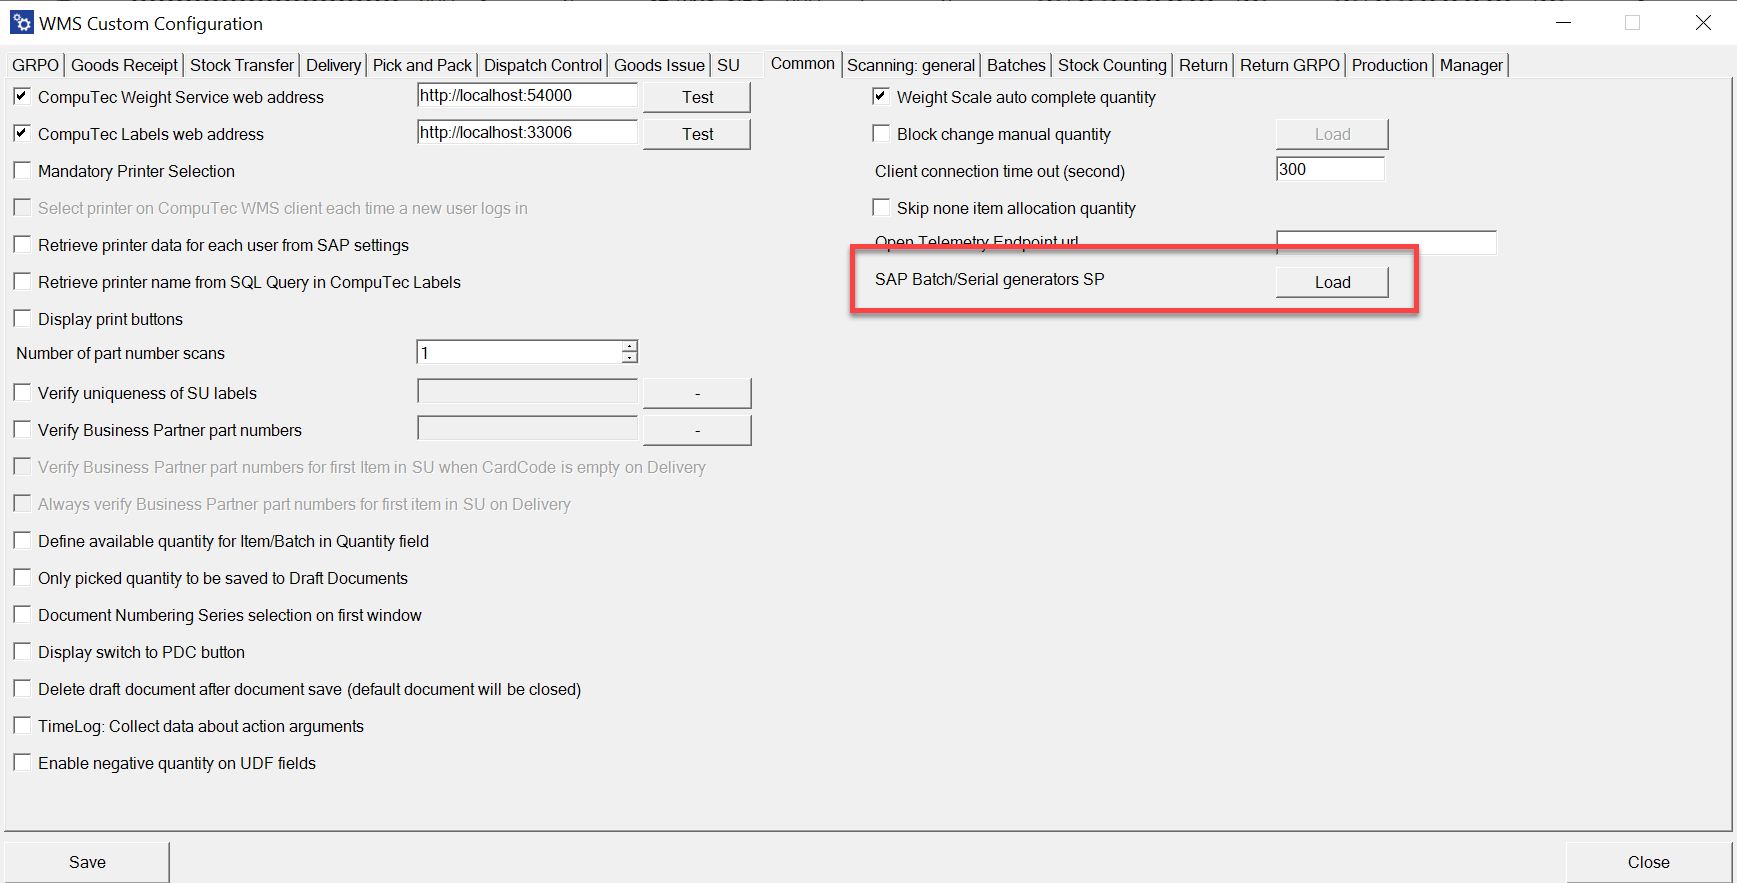 WMS Custom Configuration
GRPO Goods Receipt Stock Transfer Delivery Pick and Pack Dispatch Control Goods Issue SU Common Scanning: general Batches Stock Counting Return Return GRPO Production Manager
CompuTec Weight Service web address http://localhost:54000 Test
CompuTec Labels web address http://localhost:33006 Test
Mandatory Printer Selection
Select printer on CompuTec WMS client each time a new user logs in
Retrieve printer data for each user from SAP settings
Retrieve printer name from SQL Query in CompuTec Labels
Display print buttons
Number of part number scans 1
Verify uniqueness of SU labels -
Verify Business Partner part numbers -
Verify Business Partner part numbers for first Item in SU when CardCode is empty on Delivery
Always verify Business Partner part numbers for first item in SU on Delivery
Define available quantity for Item/Batch in Quantity field
Only picked quantity to be saved to Draft Documents
Document Numbering Series selection on first window
Display switch to PDC button
Delete draft document after document save (default document will be closed)
TimeLog: Collect data about action arguments
Enable negative quantity on UDF fields
Weight Scale auto complete quantity
Block change manual quantity Load
Client connection time out (second) 300
Skip none item allocation quantity
Open Telemetry Endpoint url
SAP Batch/Serial generators SP Load
Save Close